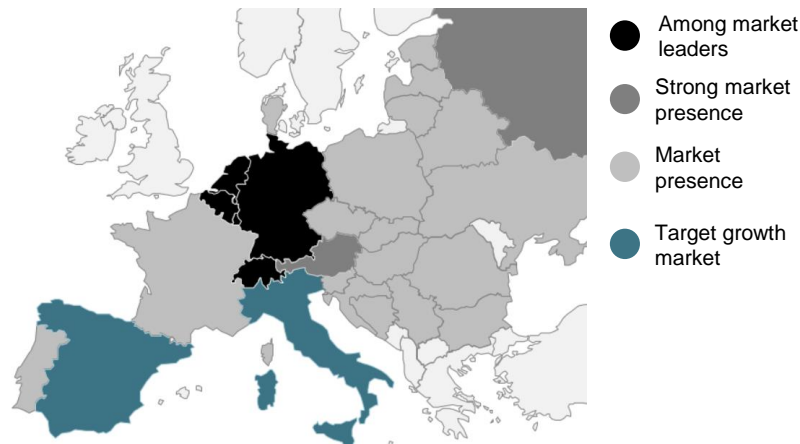 Among market
leaders
Strong market
presence
Market
presence
Target growth
market